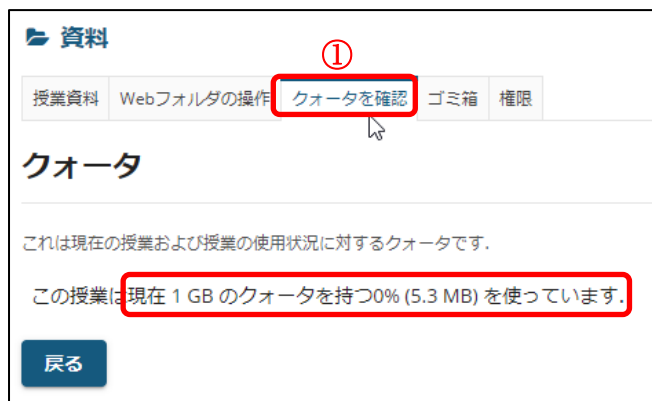 資料
①
授業資料 Webフォルダの操作 クォータを確認 ゴミ箱 権限
クォータ
これは現在の授業および授業の使用状況に対するクォータです.
この授業は現在 1 GB のクォータを持つ0% (5.3 MB) を使っています.
戻る